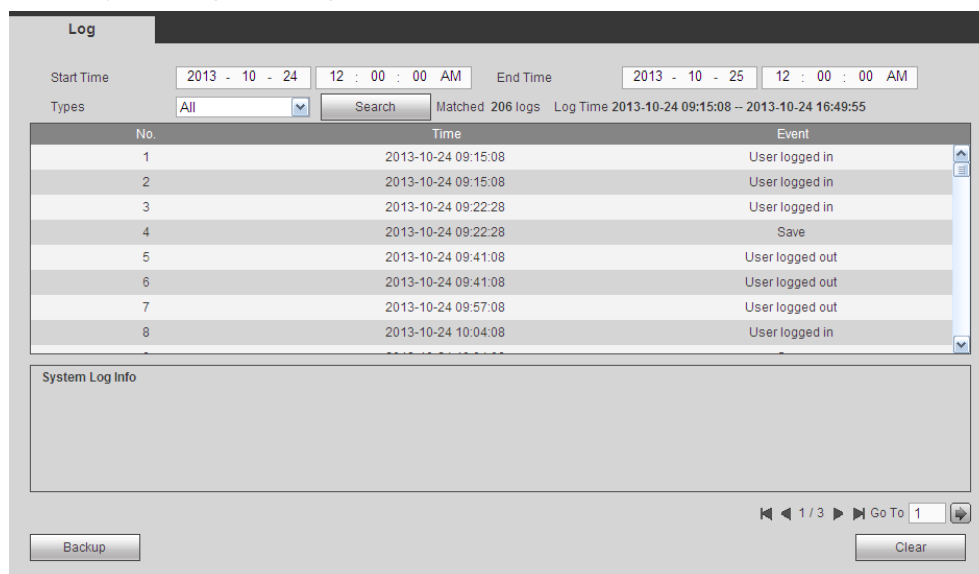 Log
Start Time 2013 - 10 - 24 12 : 00 : 00 AM End Time 2013 - 10 - 25 12 : 00 : 00 AM
Types All Search Matched 206 logs Log Time 2013-10-24 09:15:08 -- 2013-10-24 16:49:55
No. Time Event
1 2013-10-24 09:15:08 User logged in
2 2013-10-24 09:15:08 User logged in
3 2013-10-24 09:22:28 User logged in
4 2013-10-24 09:22:28 Save
5 2013-10-24 09:41:08 User logged out
6 2013-10-24 09:41:08 User logged out
7 2013-10-24 09:57:08 User logged out
8 2013-10-24 10:04:08 User logged in
System Log Info
1 / 3 Go To 1
Backup Clear